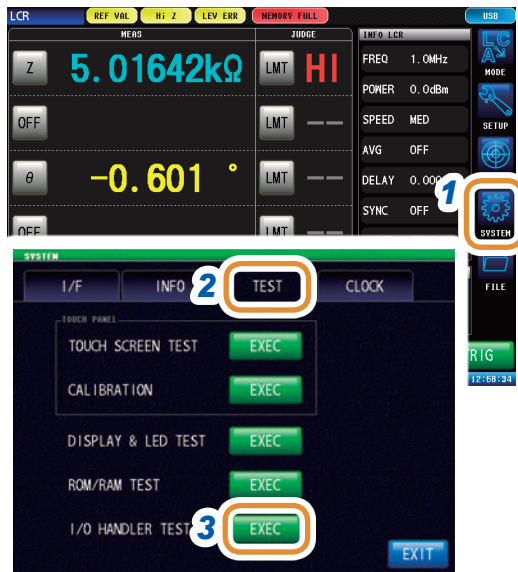 LCR REF VAL Hi Z LEV ERR MEMORY FULL USB
MEAS JUDGE INFO LCR
Z 5.01642kΩ LMT HI FREQ 1.0MHz
MODE
POWER 0.0dBm
OFF LMT -- SPEED MED
SETUP
AVG OFF
θ -0.601 ° LMT -- DELAY 0.000
1
SYNC OFF
OFF LMT
SYSTEM
SYSTEM
I/F INFO 2 TEST CLOCK
FILE
TOUCH PANEL
TOUCH SCREEN TEST EXEC
RIG
CALIBRATION EXEC
12:58:34
DISPLAY & LED TEST EXEC
ROM/RAM TEST EXEC
I/O HANDLER TEST 3 EXEC
EXIT